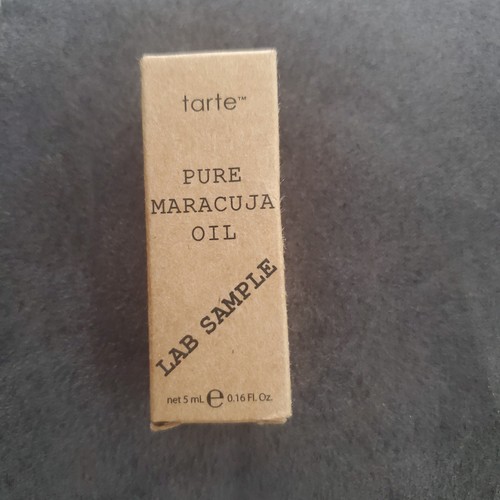 tarte™
PURE
MARACUJA
OIL
LAB SAMPLE
net 5 mL ℮ 0.16 Fl. Oz.